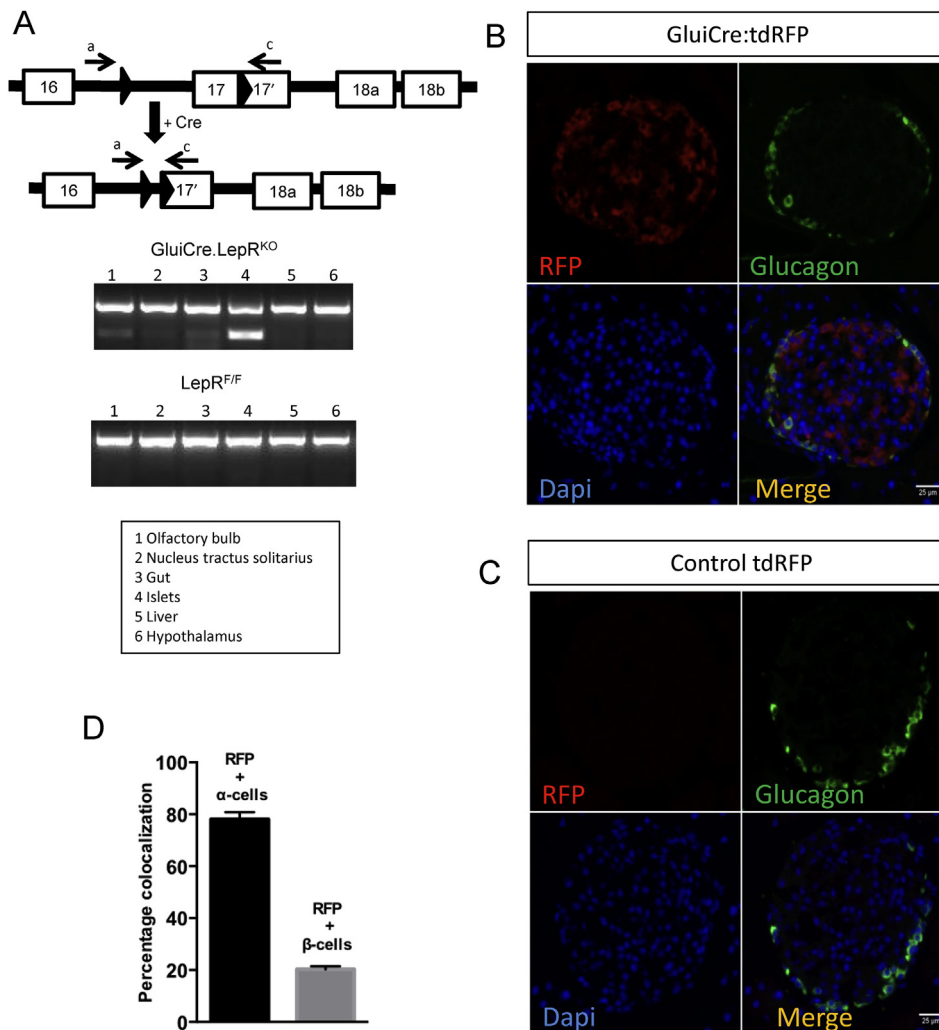 A
a
c
16
17
17′
18a
18b
+ Cre
a
c
16
17′
18a
18b
GluiCre.LepRKO
1 2 3 4 5 6
LepRF/F
1 2 3 4 5 6
1 Olfactory bulb
2 Nucleus tractus solitarius
3 Gut
4 Islets
5 Liver
6 Hypothalamus
B
GluiCre:tdRFP
RFP
Glucagon
Dapi
Merge
25 μm
C
Control tdRFP
RFP
Glucagon
Dapi
Merge
25 μm
D
Percentage colocalization
100
80
60
40
20
0
RFP
+
α-cells
RFP
+
β-cells